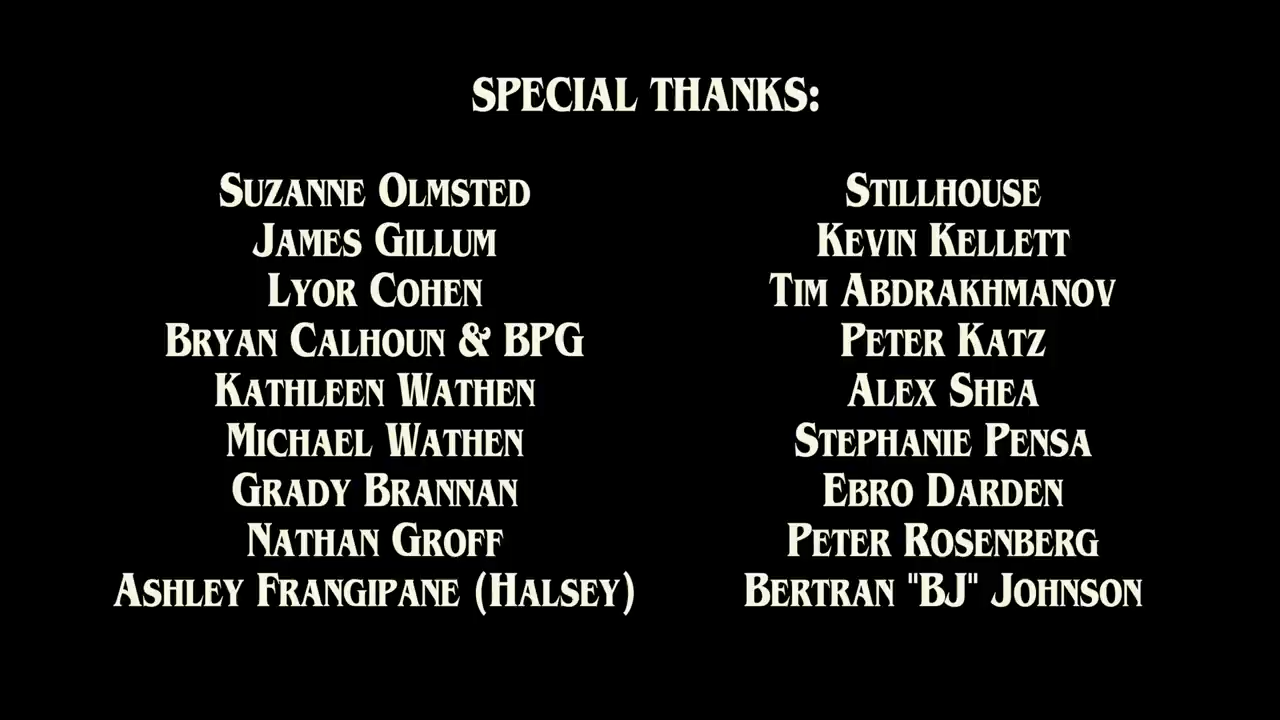 SPECIAL THANKS:
SUZANNE OLMSTED
JAMES GILLUM
LYOR COHEN
BRYAN CALHOUN & BPG
KATHLEEN WATHEN
MICHAEL WATHEN
GRADY BRANNAN
NATHAN GROFF
ASHLEY FRANGIPANE (HALSEY)
STILLHOUSE
KEVIN KELLETT
TIM ABDRAKHMANOV
PETER KATZ
ALEX SHEA
STEPHANIE PENSA
EBRO DARDEN
PETER ROSENBERG
BERTRAN "BJ" JOHNSON